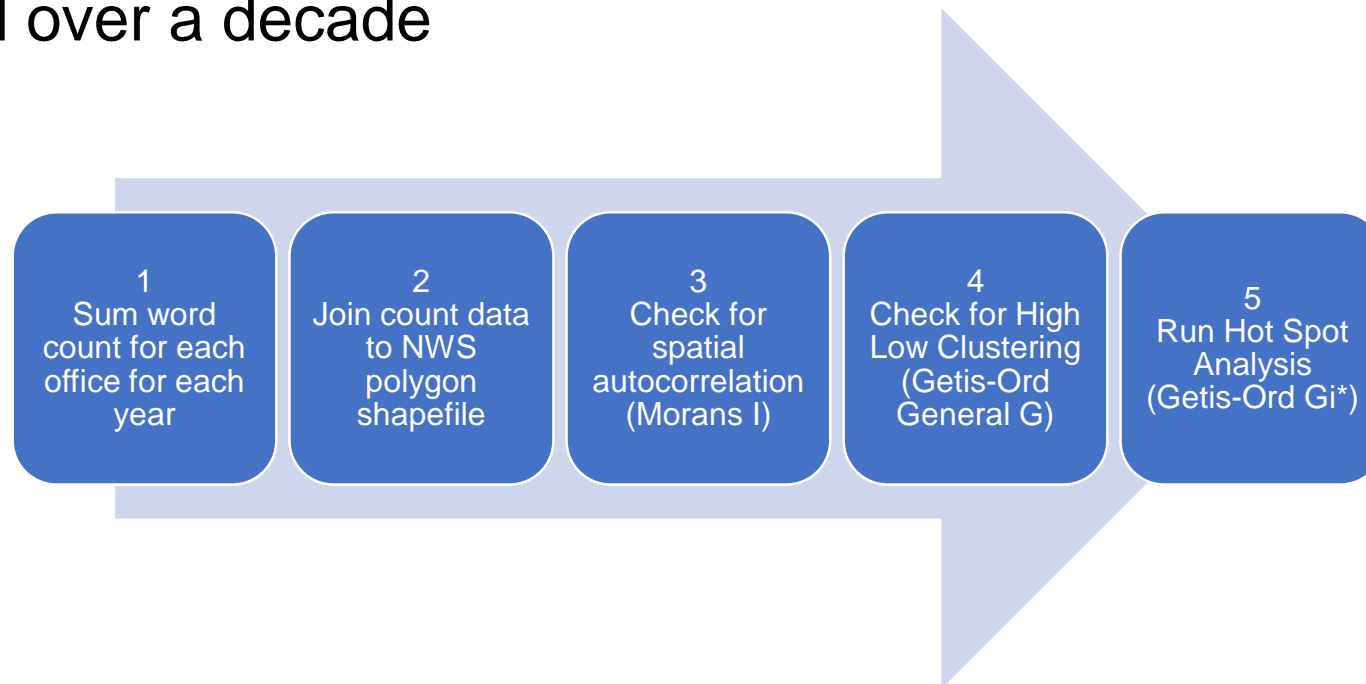 over a decade
1
Sum word
count for each
office for each
year
2
Join count data
to NWS
polygon
shapefile
3
Check for
spatial
autocorrelation
(Morans I)
4
Check for High
Low Clustering
(Getis-Ord
General G)
5
Run Hot Spot
Analysis
(Getis-Ord Gi*)